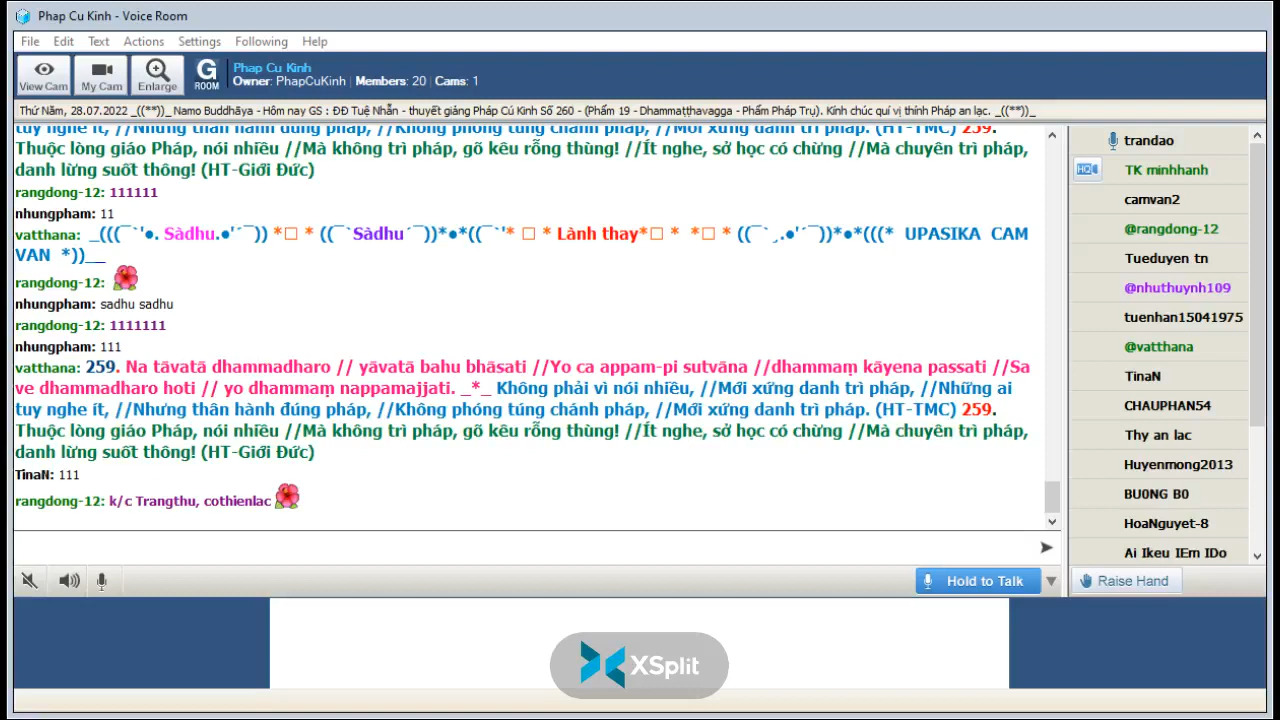 Phap Cu Kinh - Voice Room
File Edit Text Actions Settings Following Help
View Cam My Cam Enlarge G ROOM
Phap Cu Kinh
Owner: PhapCuKinh | Members: 20 | Cams: 1
Thứ Năm, 28.07.2022 _((**))_ Namo Buddhāya - Hôm nay GS : ĐĐ Tuệ Nhẫn - thuyết giảng Pháp Cú Kinh Số 260 - (Phẩm 19 - Dhammaṭṭhavagga - Phẩm Pháp Trụ). Kính chúc quí vị thính Pháp an lạc. _((**))_
tuy nghe ít, //Nhưng thân hành đúng pháp, //Không phóng túng chánh pháp, //Mới xứng danh trì pháp. (HT-TMC) 259.
Thuộc lòng giáo Pháp, nói nhiều //Mà không trì pháp, gõ kêu rỗng thùng! //Ít nghe, sở học có chừng //Mà chuyên trì pháp,
danh lừng suốt thông! (HT-Giới Đức)
rangdong-12: 111111
nhungpham: 11
vatthana: _(((¯`'●. Sàdhu.●'´¯)) *□ * ((¯`Sàdhu´¯))*●*((¯`'* □ * Lành thay*□ * *□ * ((¯`¸.●'´¯))*●*(((* UPASIKA CAM
VAN *))__
rangdong-12:
nhungpham: sadhu sadhu
rangdong-12: 1111111
nhungpham: 111
vatthana: 259. Na tāvatā dhammadharo // yāvatā bahu bhāsati //Yo ca appam-pi sutvāna //dhammaṃ kāyena passati //Sa
ve dhammadharo hoti // yo dhammaṃ nappamajjati. _*_ Không phải vì nói nhiều, //Mới xứng danh trì pháp, //Những ai
tuy nghe ít, //Nhưng thân hành đúng pháp, //Không phóng túng chánh pháp, //Mới xứng danh trì pháp. (HT-TMC) 259.
Thuộc lòng giáo Pháp, nói nhiều //Mà không trì pháp, gõ kêu rỗng thùng! //Ít nghe, sở học có chừng //Mà chuyên trì pháp,
danh lừng suốt thông! (HT-Giới Đức)
TinaN: 111
rangdong-12: k/c Trangthu, cothienlac
Hold to Talk
trandao
HQ TK minhhanh
camvan2
@rangdong-12
Tueduyen tn
@nhuthuynh109
tuenhan15041975
@vatthana
TinaN
CHAUPHAN54
Thy an lac
Huyenmong2013
BU0NG B0
HoaNguyet-8
Ai Ikeu IEm IDo
Raise Hand
XSplit